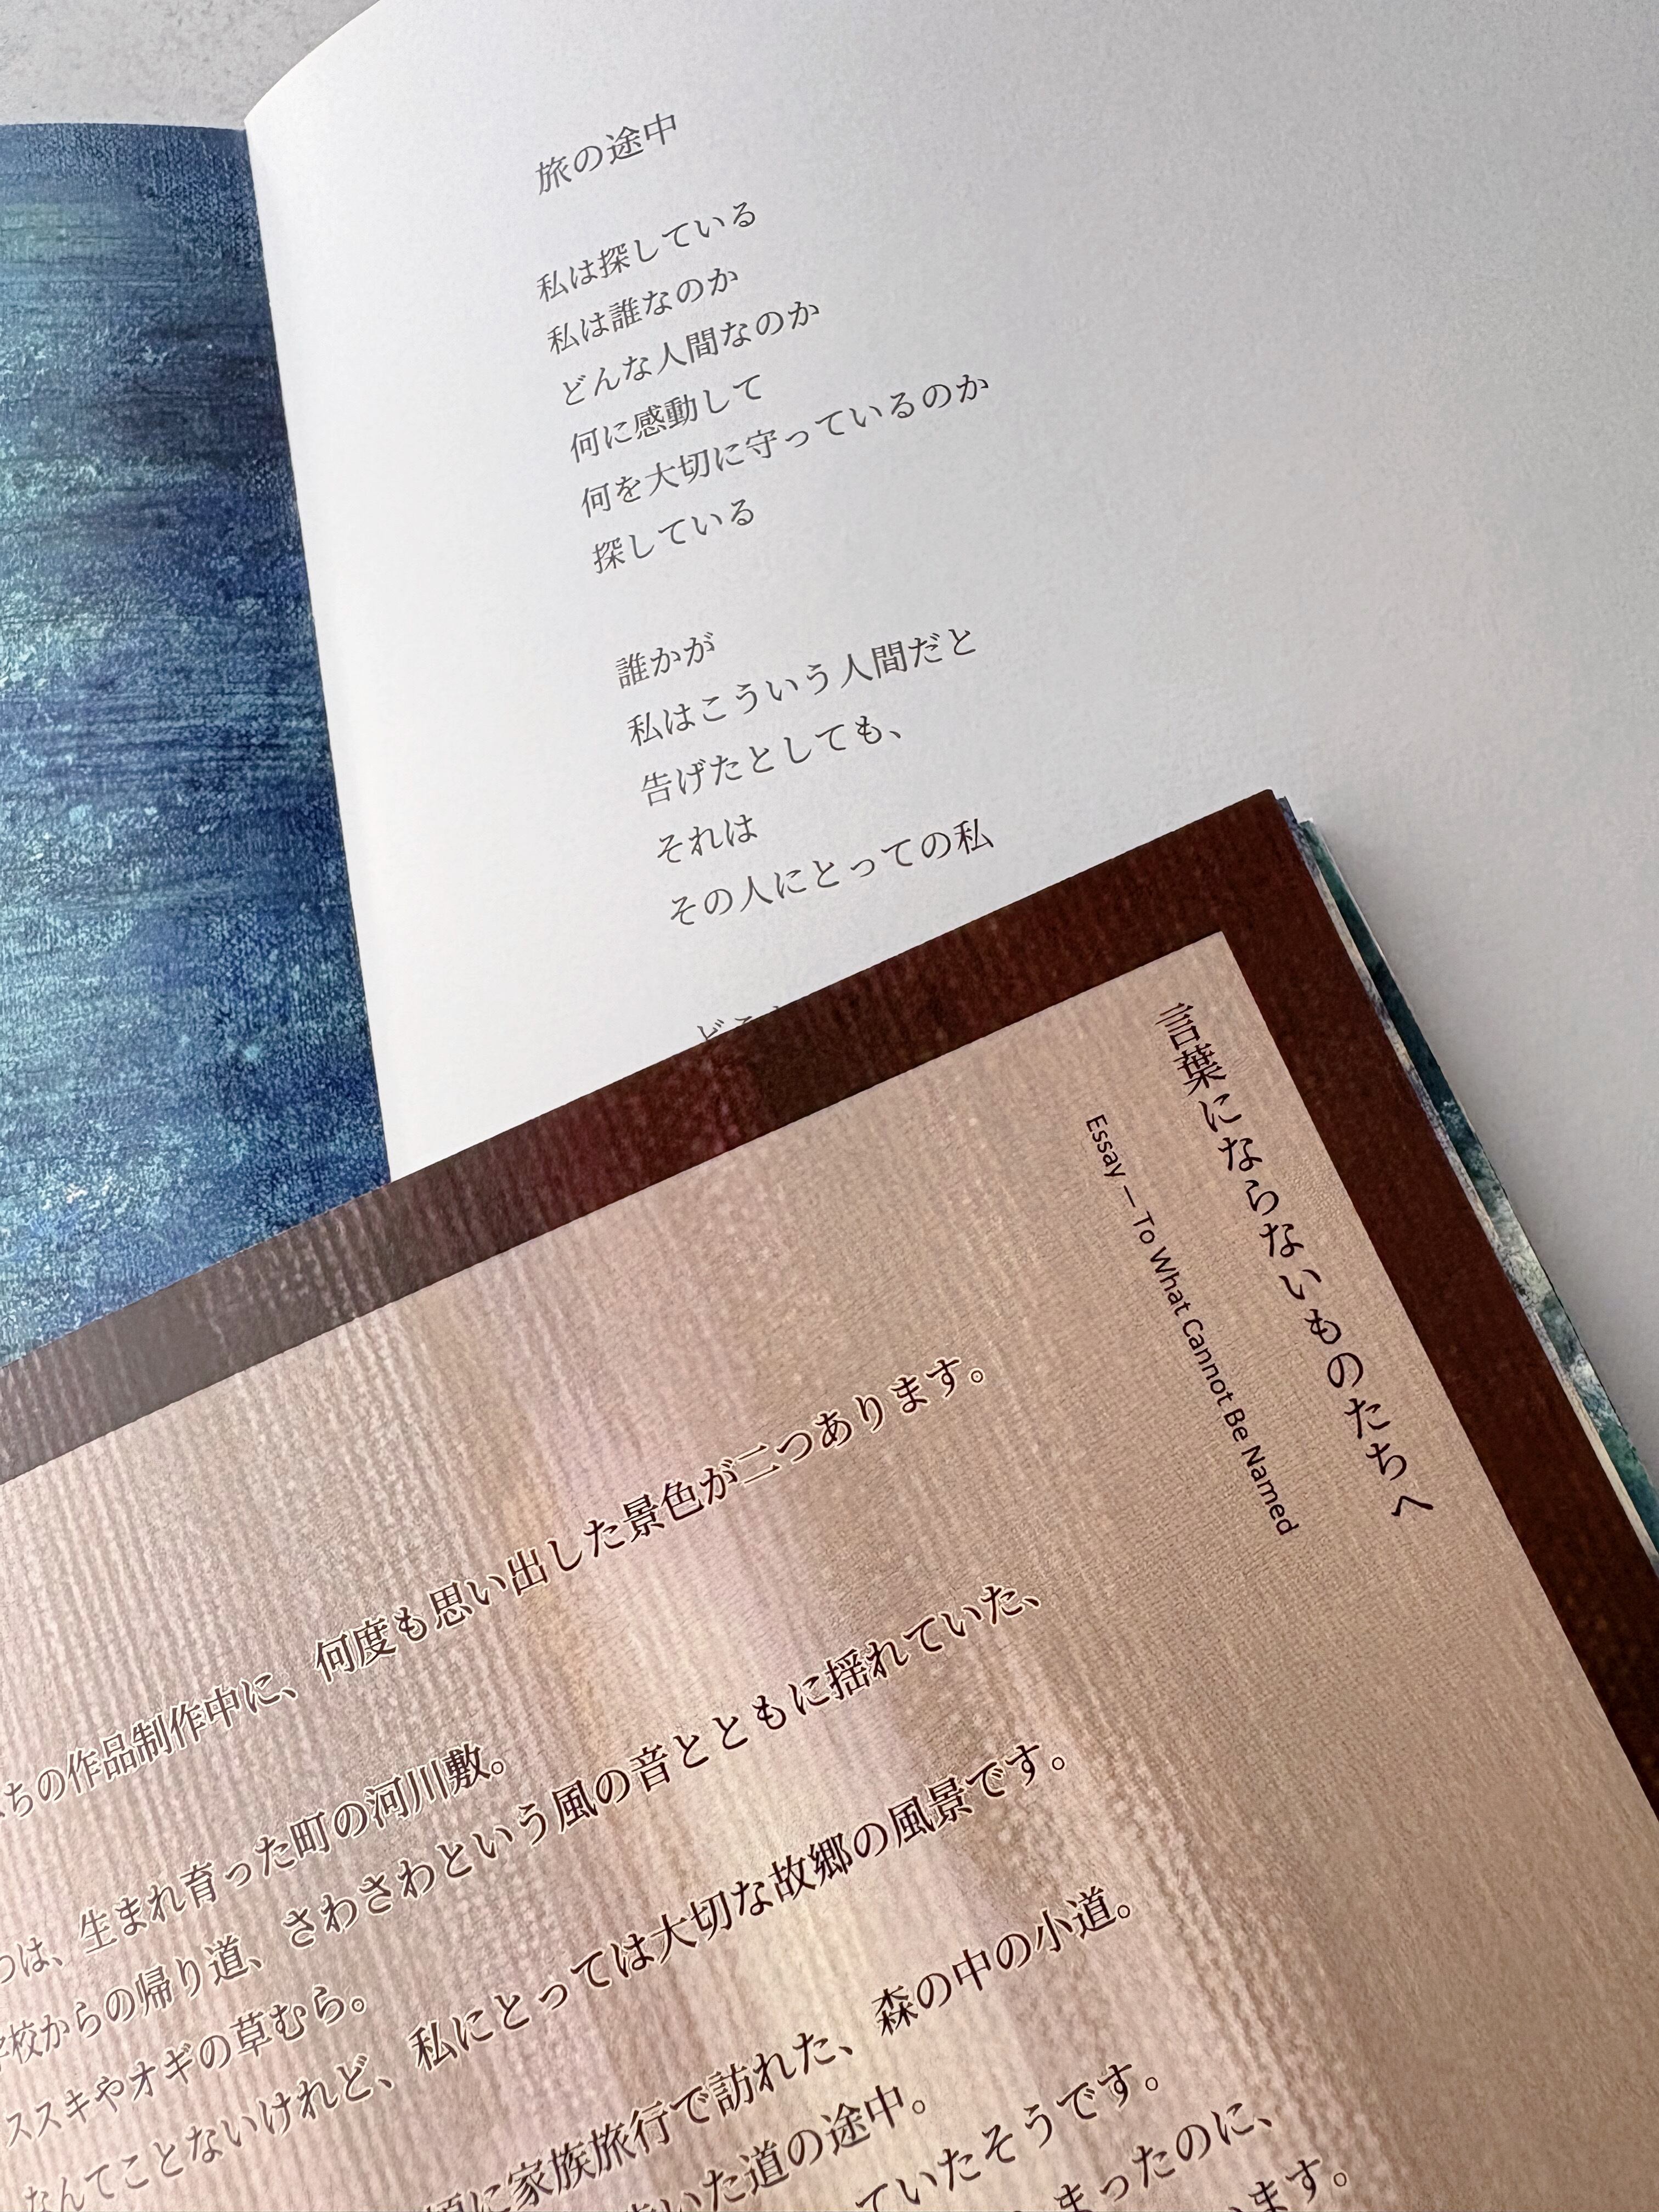 旅の途中
私は探している
私は誰なのか
どんな人間なのか
何に感動して
何を大切に守っているのか
探している
誰かが
私はこういう人間だと
告げたとしても、
それは
その人にとっての私
言葉にならないものたちへ
Essay — To What Cannot Be Named
ちの作品制作中に、何度も思い出した景色が二つあります。
つは、生まれ育った町の河川敷。
校からの帰り道、さわさわという風の音とともに揺れていた、
ススキやオギの草むら。
なんてことないけれど、私にとっては大切な故郷の風景です。
に家族旅行で訪れた、森の中の小道。
いた道の途中。
ていたそうです。
まったのに、
ます。